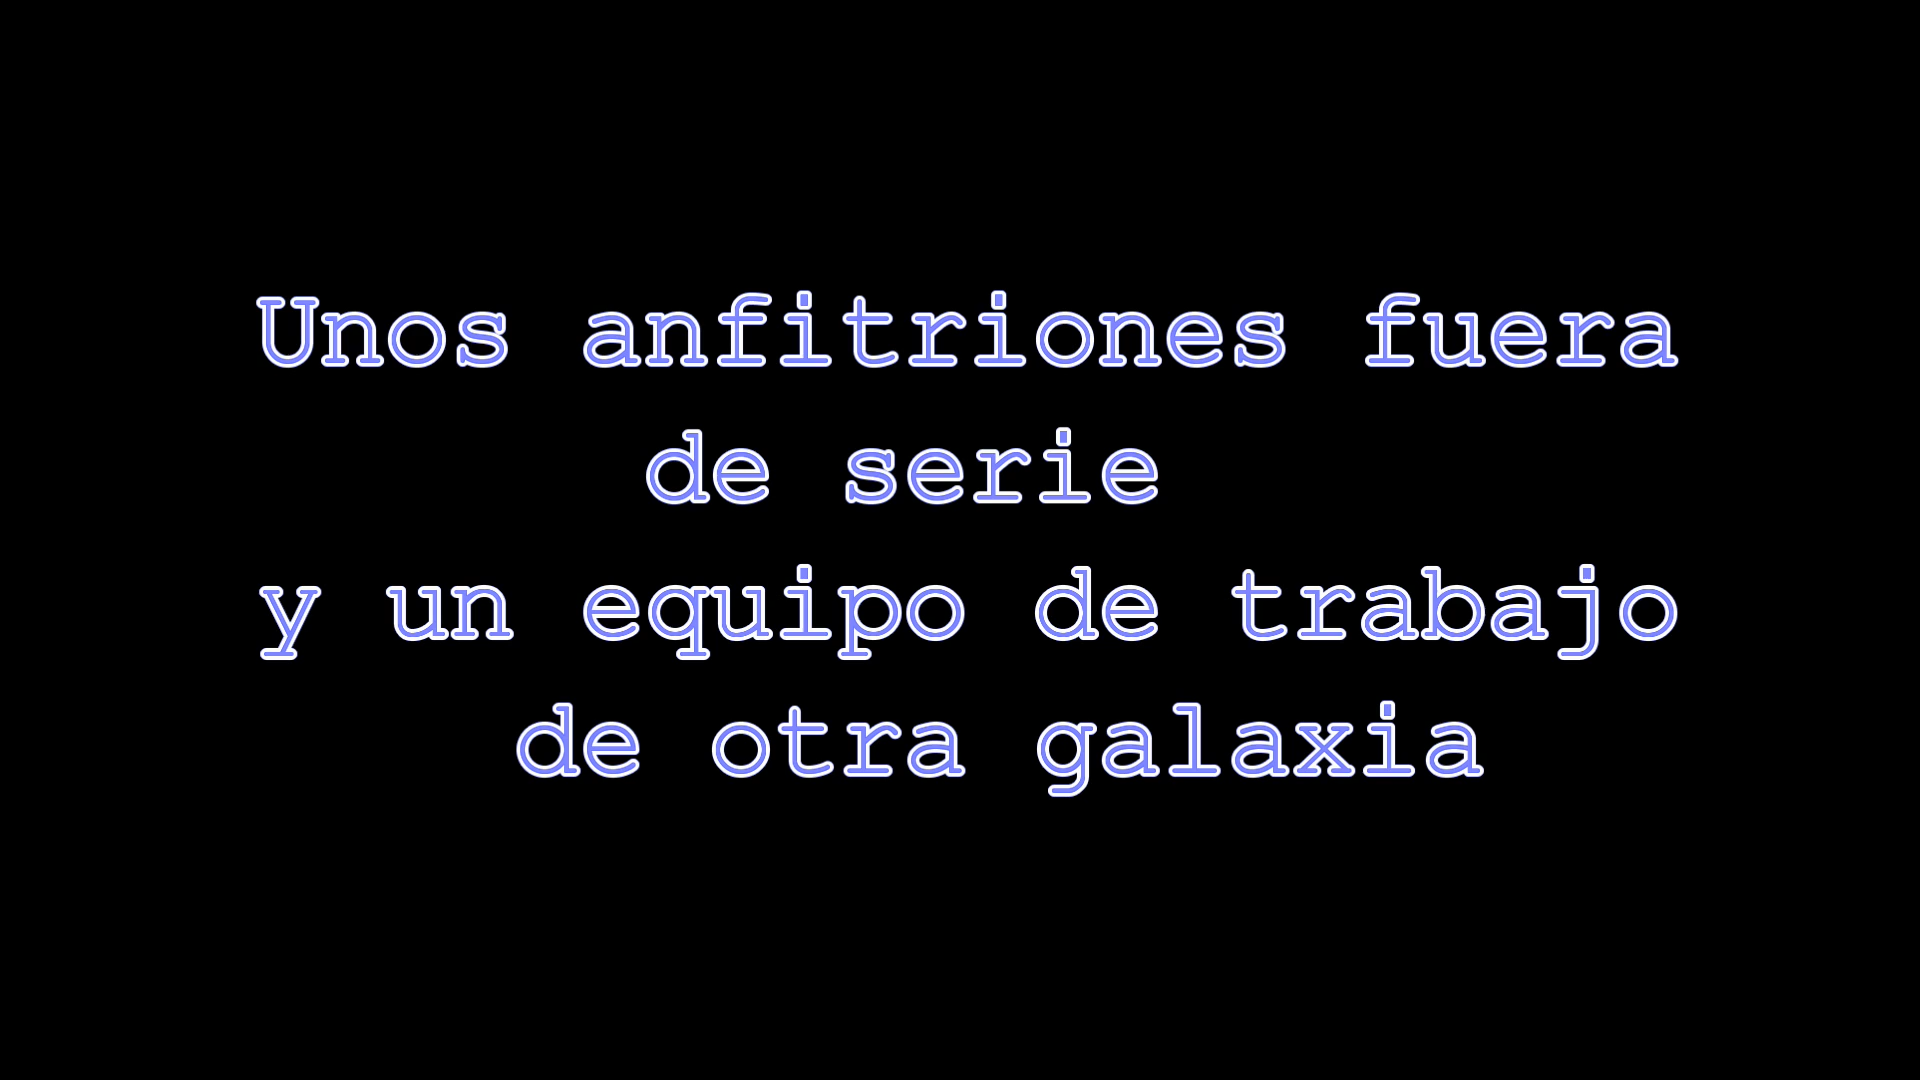 Unos anfitriones fuera
de serie
y un equipo de trabajo
de otra galaxia